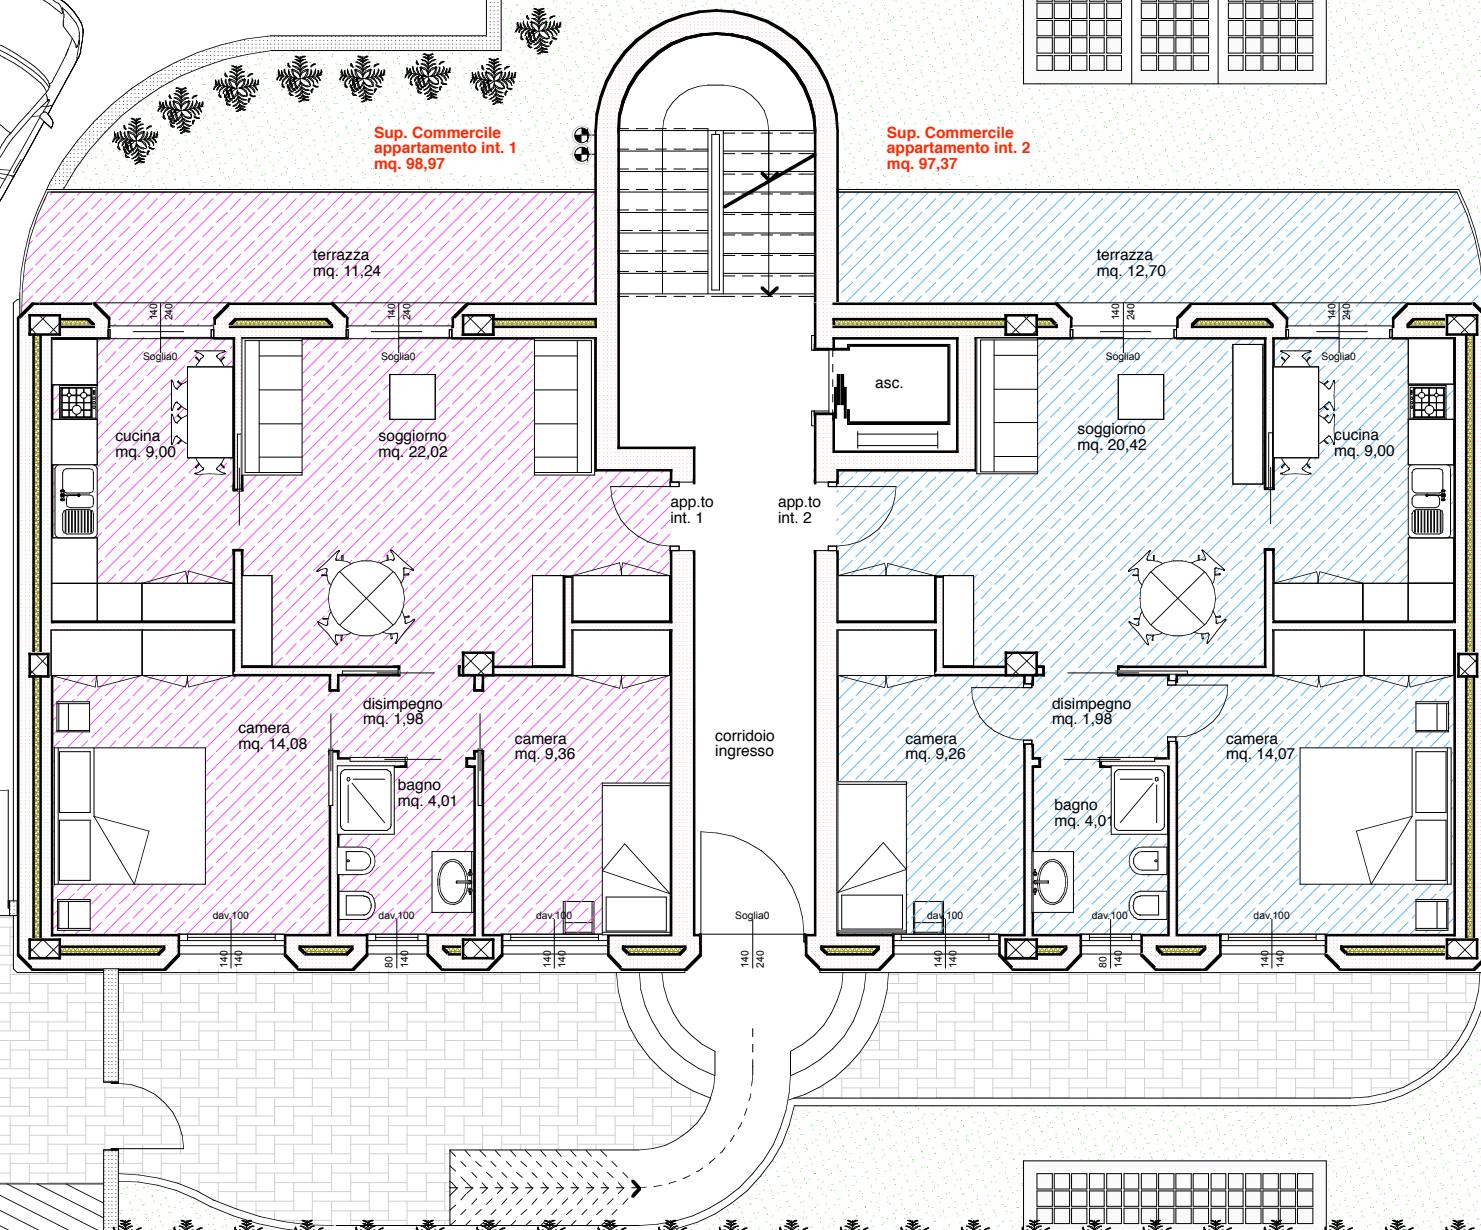 Sup. Commercile
appartamento int. 1
mq. 98,97
Sup. Commercile
appartamento int. 2
mq. 97,37
terrazza
mq. 11,24
terrazza
mq. 12,70
140
240
140
240
140
240
140
240
Soglia0
Soglia0
Soglia0
Soglia0
asc.
cucina
mq. 9,00
soggiorno
mq. 22,02
soggiorno
mq. 20,42
cucina
mq. 9,00
app.to
int. 1
app.to
int. 2
disimpegno
mq. 1,98
disimpegno
mq. 1,98
camera
mq. 14,08
camera
mq. 9,36
corridoio
ingresso
camera
mq. 9,26
camera
mq. 14,07
bagno
mq. 4,01
bagno
mq. 4,01
dav.100
dav.100
dav.100
Soglia0
dav.100
dav.100
dav.100
140
140
80
140
140
140
140
240
140
140
80
140
140
140